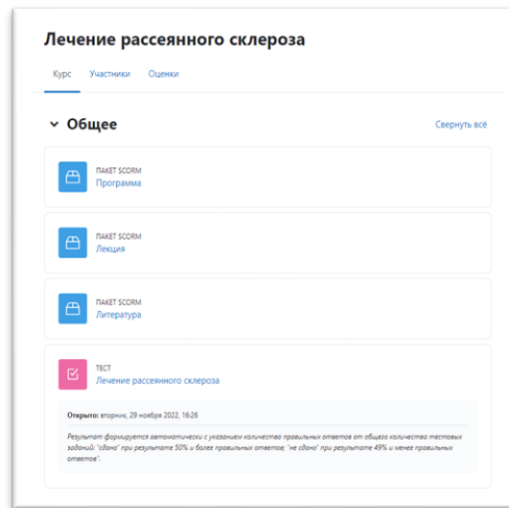 Лечение рассеянного склероза
Курс Участники Оценки
Общее
Свернуть всё
ПАКЕТ SCORM
Программа
ПАКЕТ SCORM
Лекция
ПАКЕТ SCORM
Литература
ТЕСТ
Лечение рассеянного склероза
Открыто: вторник, 29 ноября 2022, 16:26
Результат формируется автоматически с указанием количества правильных ответов от общего количества тестовых
заданий: "сдано" при результате 50% и более правильных ответов; "не сдано" при результате 49% и менее правильных
ответов".